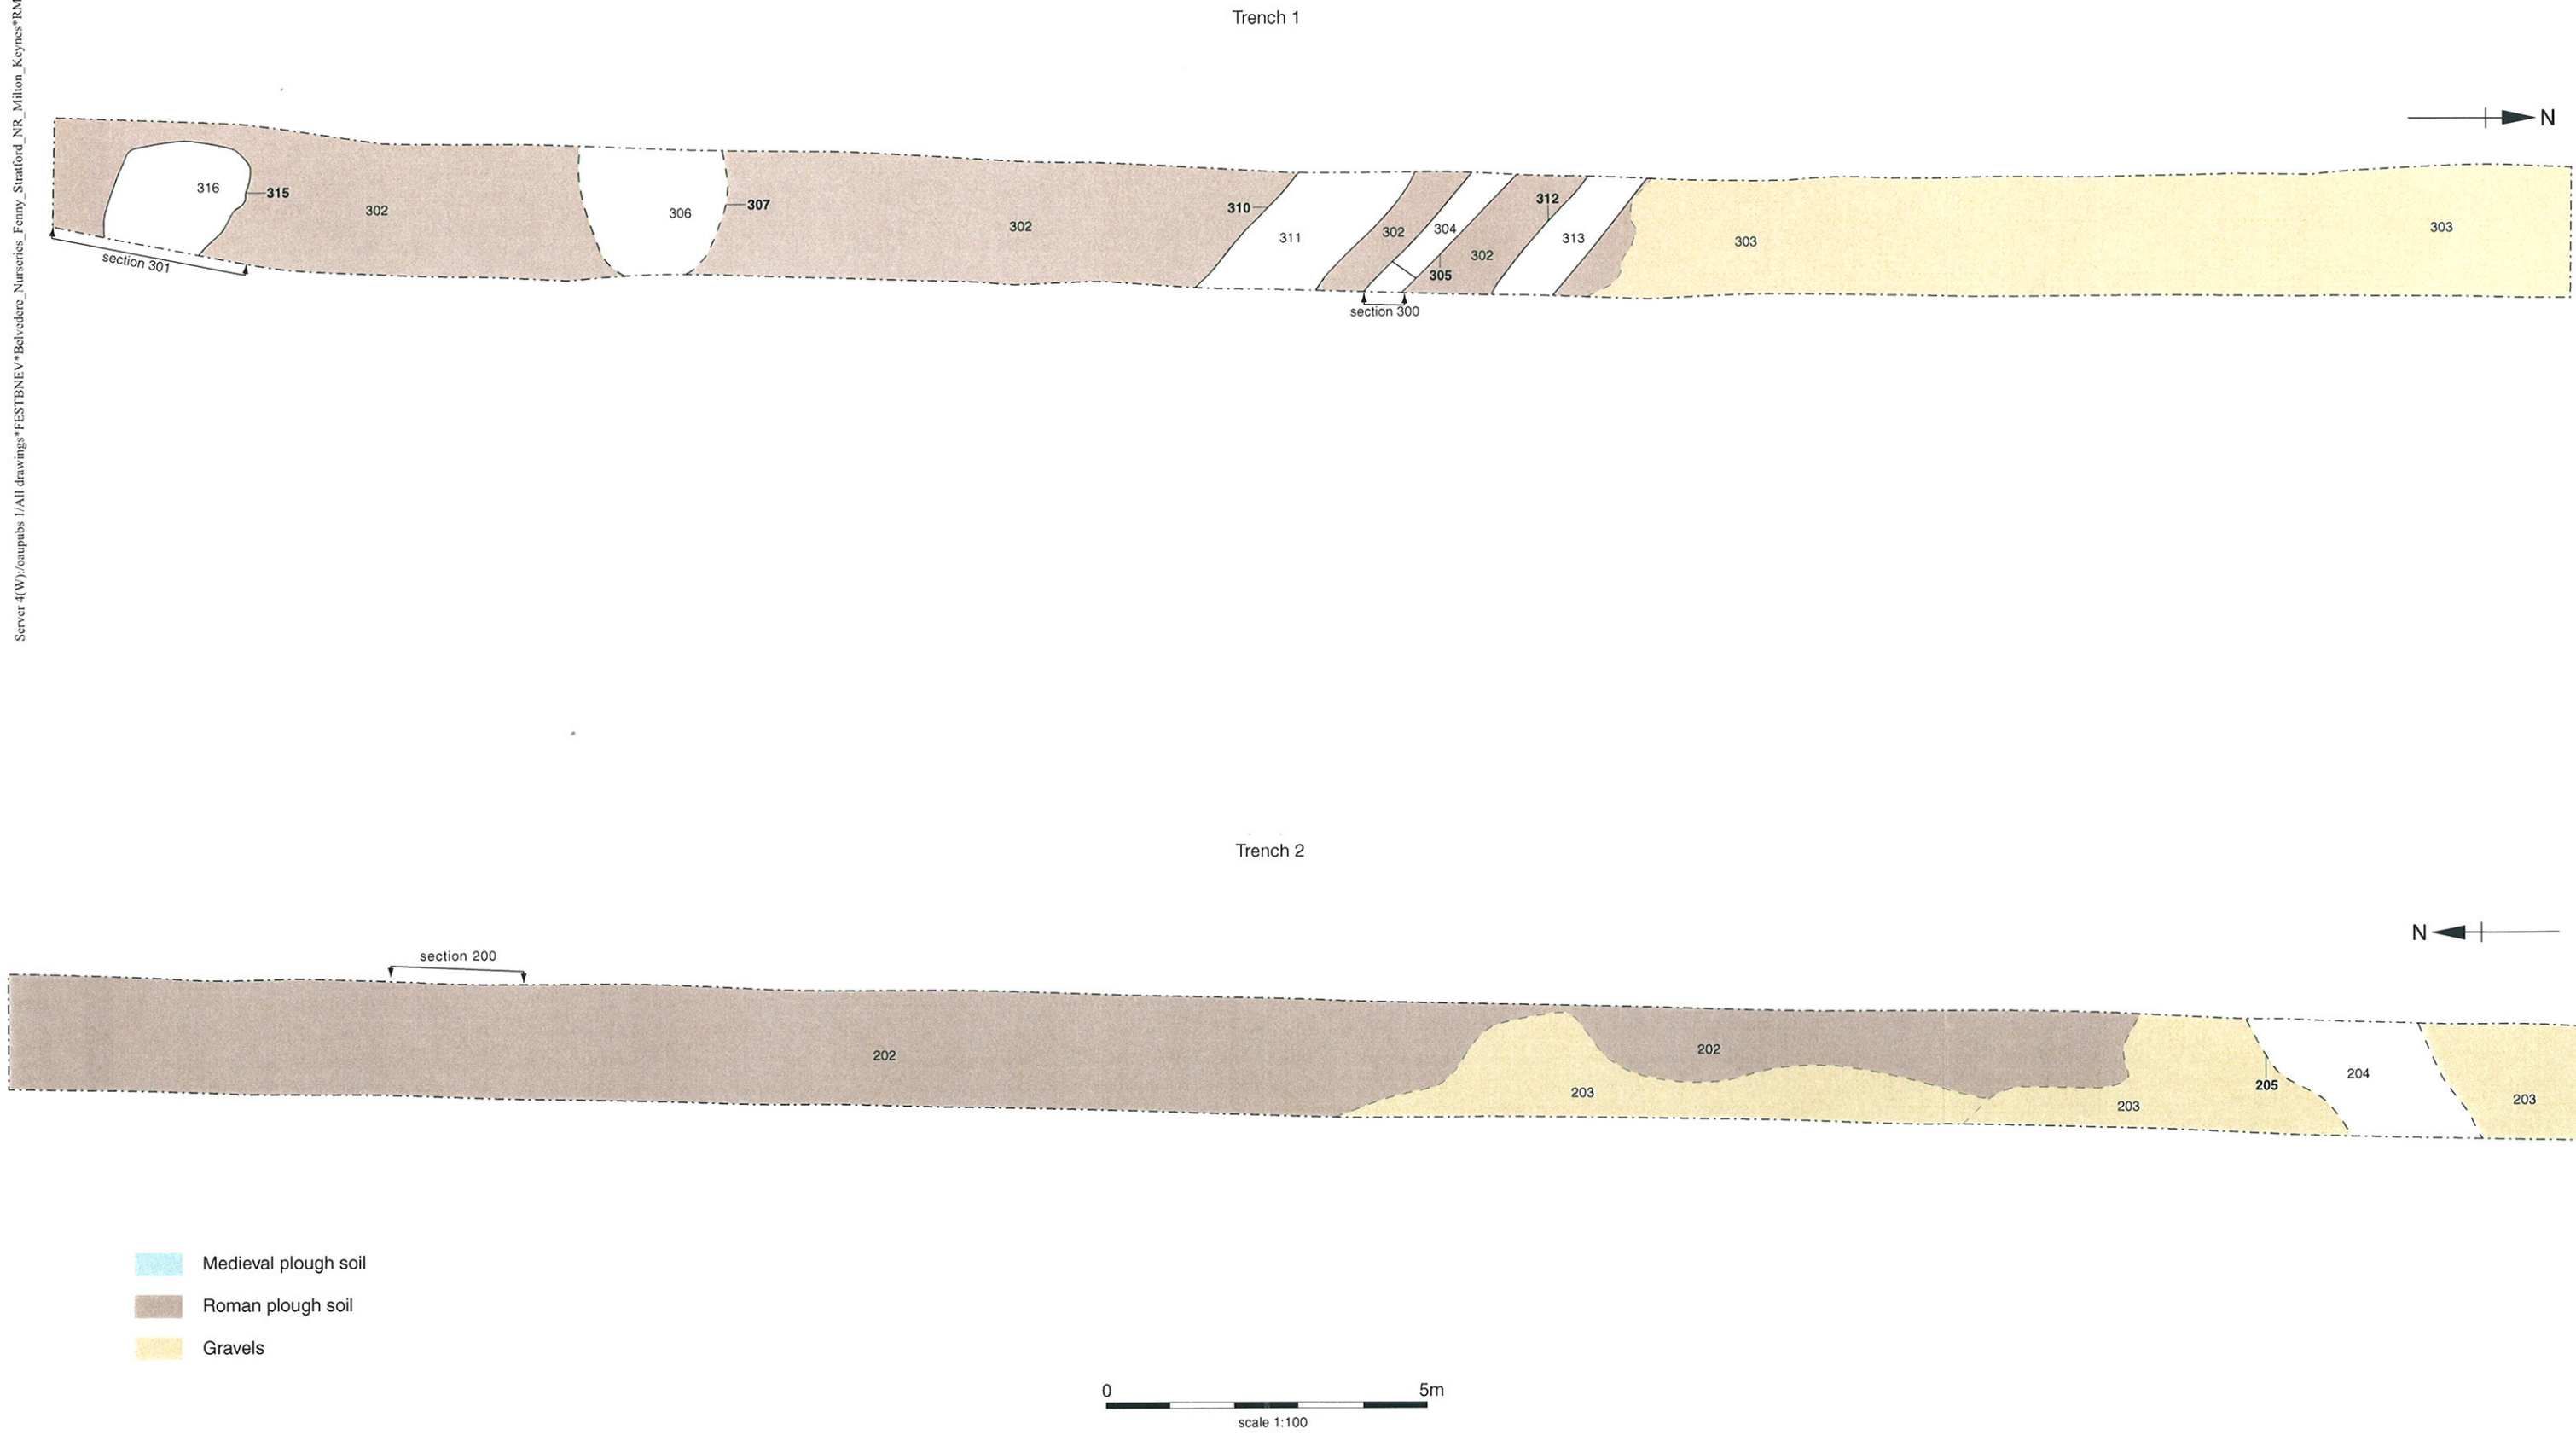 Trench 1
Server 4(W):/oaupubs 1/All drawings*FESTBNEV*Belvedere_Nurseries_Fenny_Stratford_NR_Milton_Keynes*RM
N
316
315
302
306
307
302
310
311
302
304
305
302
312
313
303
303
section 301
section 300
Trench 2
N
section 200
202
202
203
203
205
204
203
Medieval plough soil
Roman plough soil
Gravels
0 5m
scale 1:100